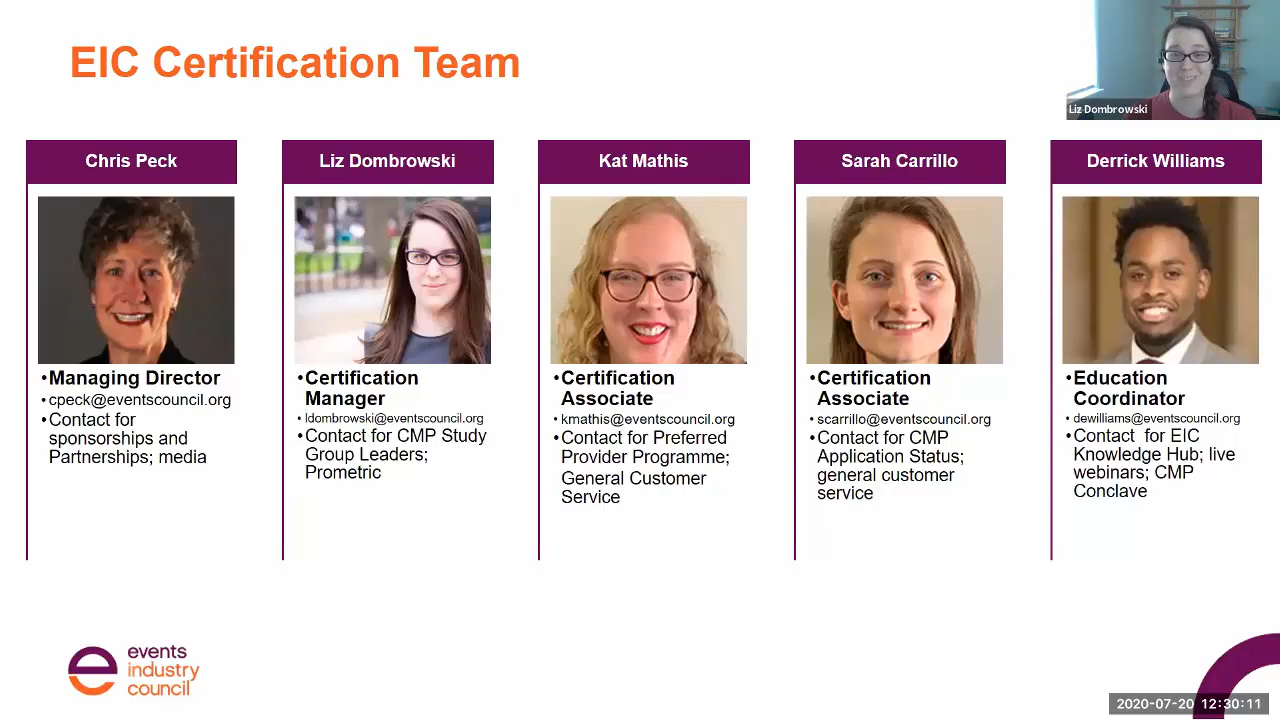 EIC Certification Team
Liz Dombrowski
Chris Peck
•Managing Director
•cpeck@eventscouncil.org
•Contact for
sponsorships and
Partnerships; media
Liz Dombrowski
•Certification
Manager
•ldombrowski@eventscouncil.org
•Contact for CMP Study
Group Leaders;
Prometric
Kat Mathis
•Certification
Associate
•kmathis@eventscouncil.org
•Contact for Preferred
Provider Programme;
General Customer
Service
Sarah Carrillo
•Certification
Associate
•scarrillo@eventscouncil.org
•Contact for CMP
Application Status;
general customer
service
Derrick Williams
•Education
Coordinator
•dewilliams@eventscouncil.org
•Contact for EIC
Knowledge Hub; live
webinars; CMP
Conclave
events
industry
council
2020-07-20 12:30:11